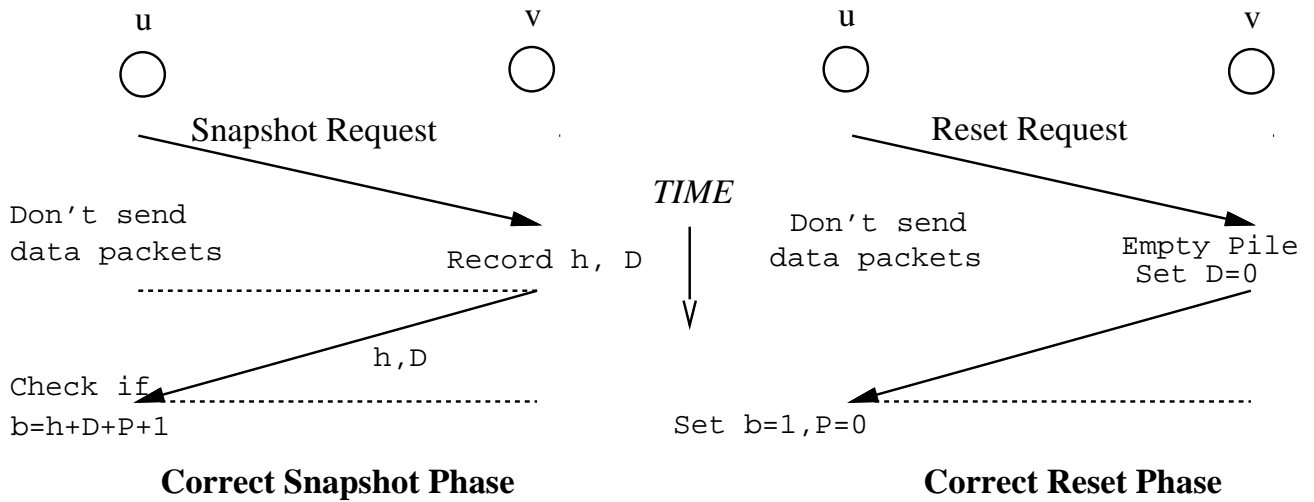 u
v
Snapshot Request
Don't send
data packets
Record h, D
h,D
Check if
b=h+D+P+1
Correct Snapshot Phase
TIME
u
v
Reset Request
Don't send
data packets
Empty Pile
Set D=0
Set b=1,P=0
Correct Reset Phase